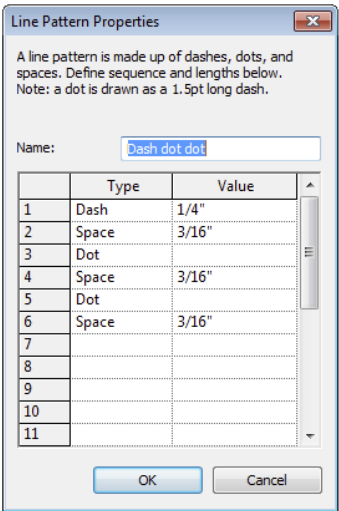 Line Pattern Properties
A line pattern is made up of dashes, dots, and
spaces. Define sequence and lengths below.
Note: a dot is drawn as a 1.5pt long dash.
Name: Dash dot dot
Type Value
1 Dash 1/4"
2 Space 3/16"
3 Dot
4 Space 3/16"
5 Dot
6 Space 3/16"
7
8
9
10
11
OK Cancel